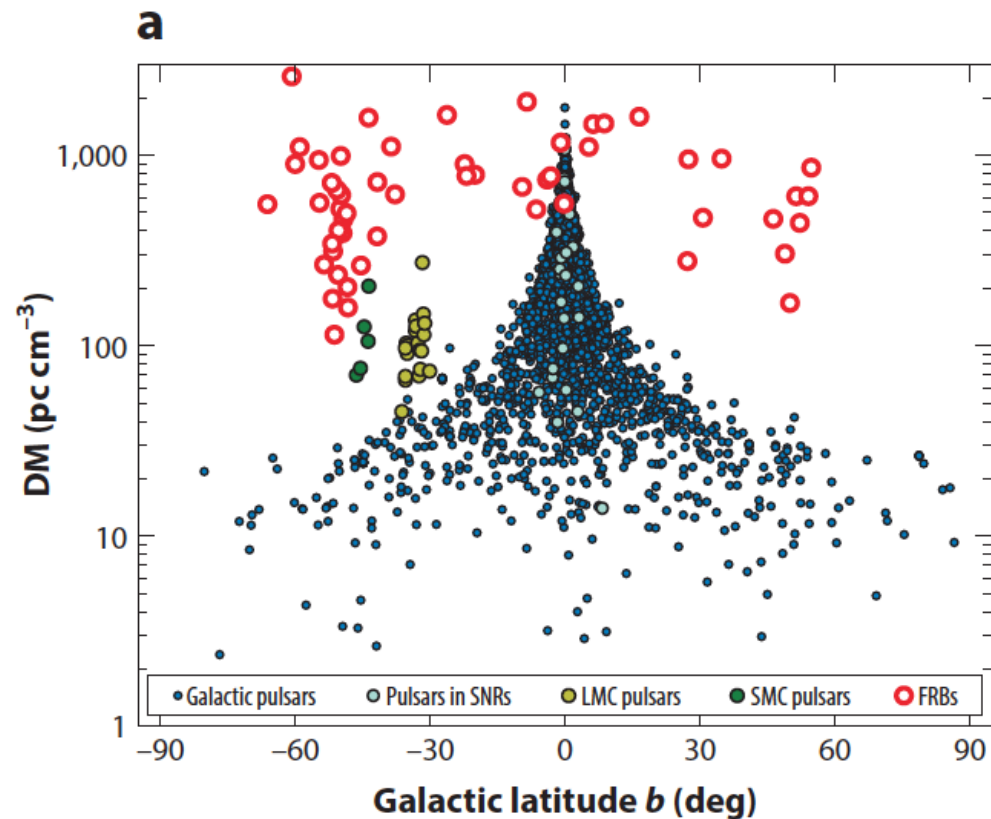 a
DM (pc cm⁻³)
1,000
100
10
1
Galactic pulsars Pulsars in SNRs LMC pulsars SMC pulsars FRBs
−90 −60 −30 0 30 60 90
Galactic latitude b (deg)